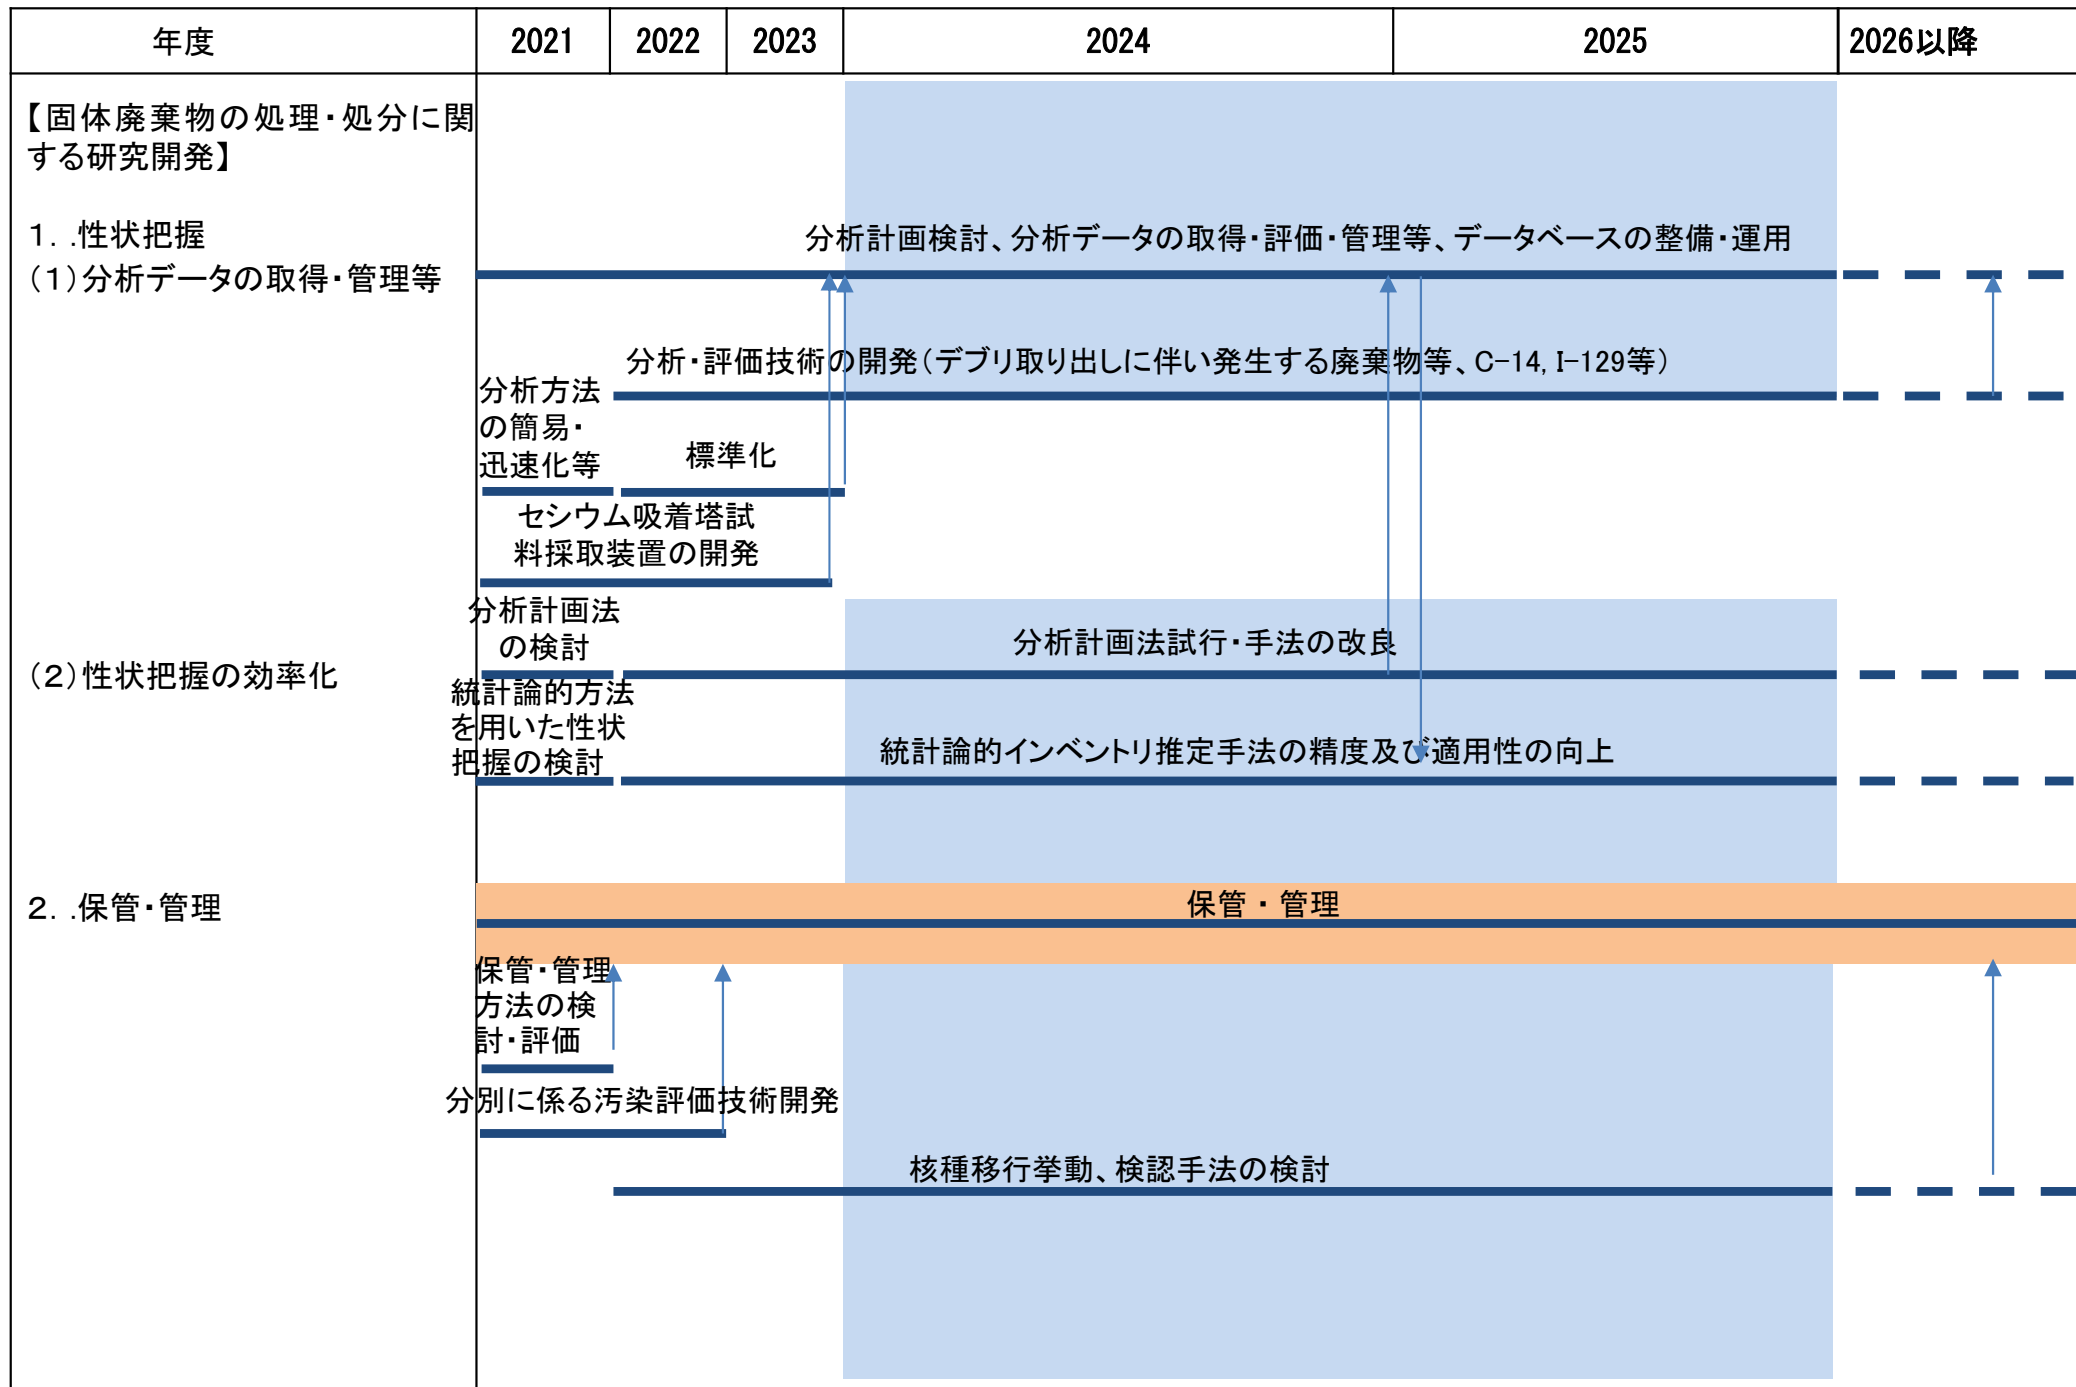 年度
2021
2022
2023
2024
2025
2026以降
【固体廃棄物の処理・処分に関
する研究開発】
1．.性状把握
（1）分析データの取得・管理等
分析計画検討、分析データの取得・評価・管理等、データベースの整備・運用
分析・評価技術の開発（デブリ取り出しに伴い発生する廃棄物等、C-14, I-129等）
分析方法
の簡易・
迅速化等
標準化
セシウム吸着塔試
料採取装置の開発
（2）性状把握の効率化
分析計画法
の検討
分析計画法試行・手法の改良
統計論的方法
を用いた性状
把握の検討
統計論的インベントリ推定手法の精度及び適用性の向上
2．.保管・管理
保管・管理
保管・管理
方法の検
討・評価
分別に係る汚染評価技術開発
核種移行挙動、検認手法の検討